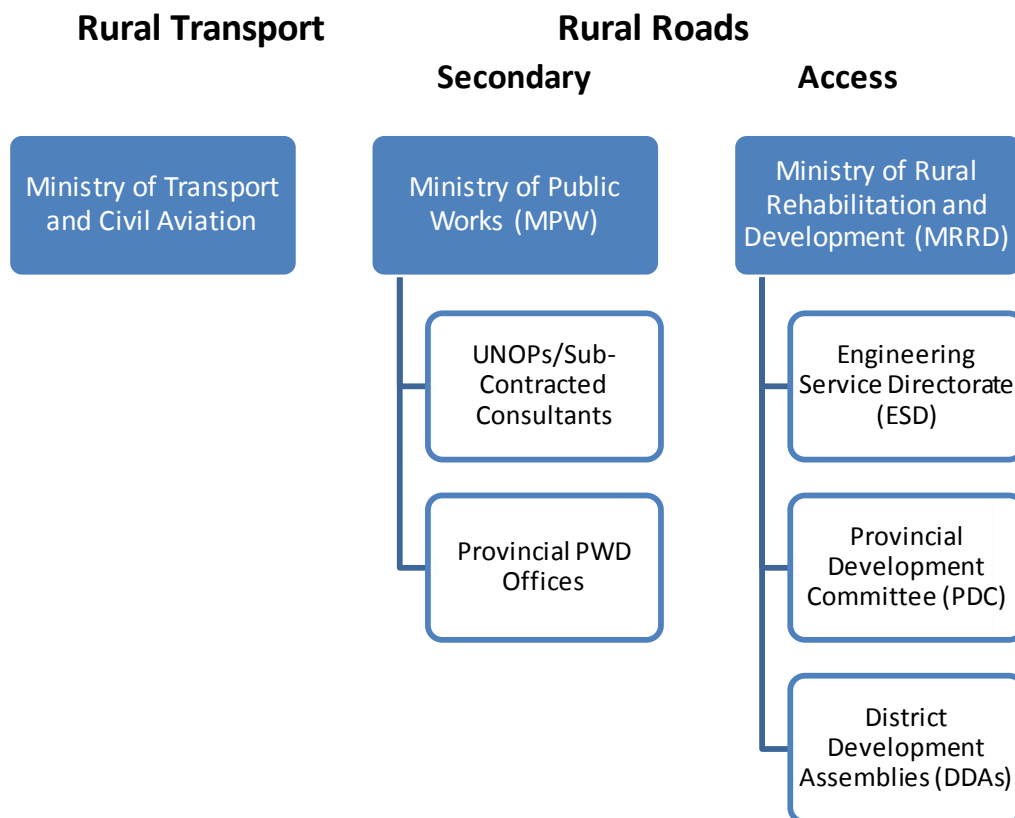 Rural Transport
Rural Roads
Secondary
Access
Ministry of Transport
and Civil Aviation
Ministry of Public
Works (MPW)
Ministry of Rural
Rehabilitation and
Development (MRRD)
UNOPs/Sub-
Contracted
Consultants
Engineering
Service Directorate
(ESD)
Provincial PWD
Offices
Provincial
Development
Committee (PDC)
District
Development
Assemblies (DDAs)